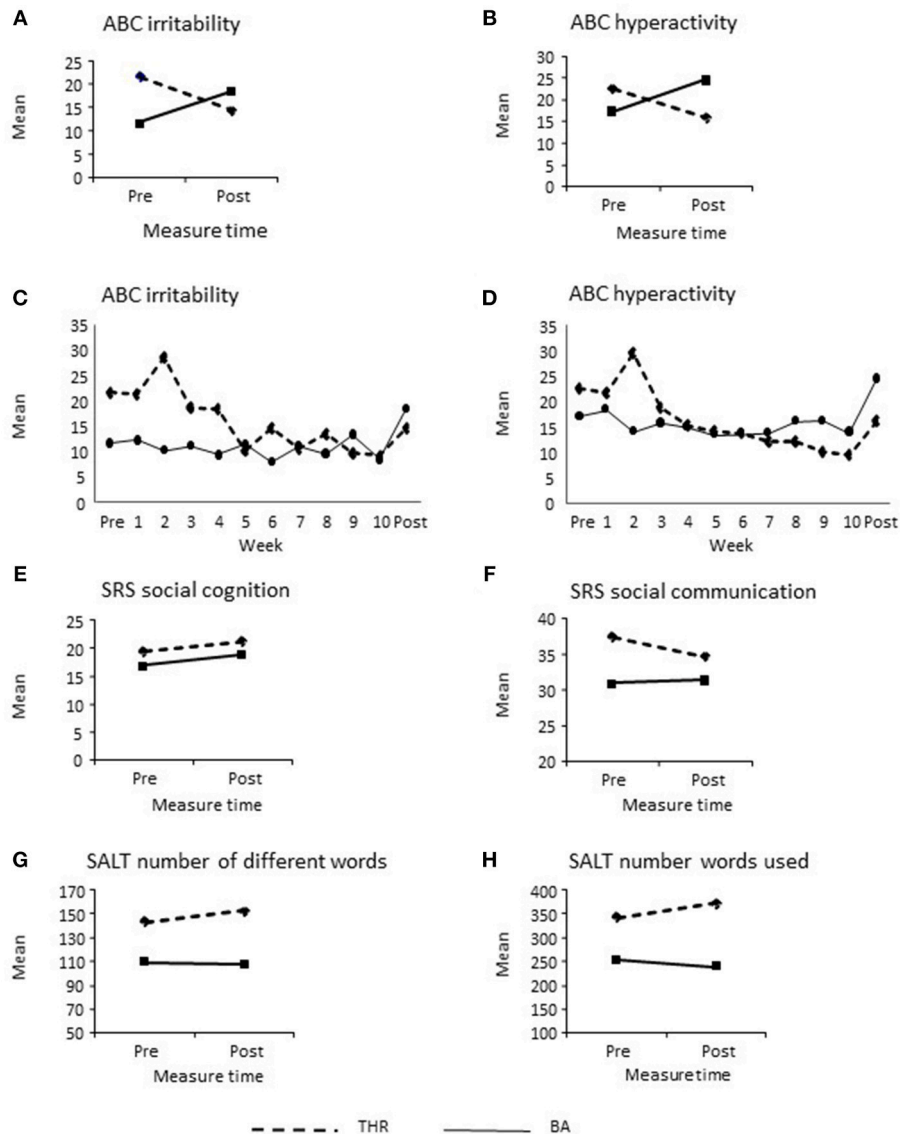 A ABC irritability
25
20
15
10
5
0
Mean
Pre Post
Measure time
B ABC hyperactivity
30
25
20
15
10
5
0
Mean
Pre Post
Measure time
C ABC irritability
35
30
25
20
15
10
5
0
Mean
Pre 1 2 3 4 5 6 7 8 9 10 Post
Week
D ABC hyperactivity
35
30
25
20
15
10
5
0
Mean
Pre 1 2 3 4 5 6 7 8 9 10 Post
Week
E SRS social cognition
25
20
15
10
5
0
Mean
Pre Post
Measure time
F SRS social communication
40
35
30
25
20
Mean
Pre Post
Measure time
G SALT number of different words
170
150
130
110
90
70
50
Mean
Pre Post
Measure time
H SALT number words used
400
350
300
250
200
150
100
Mean
Pre Post
Measure time
THR BA